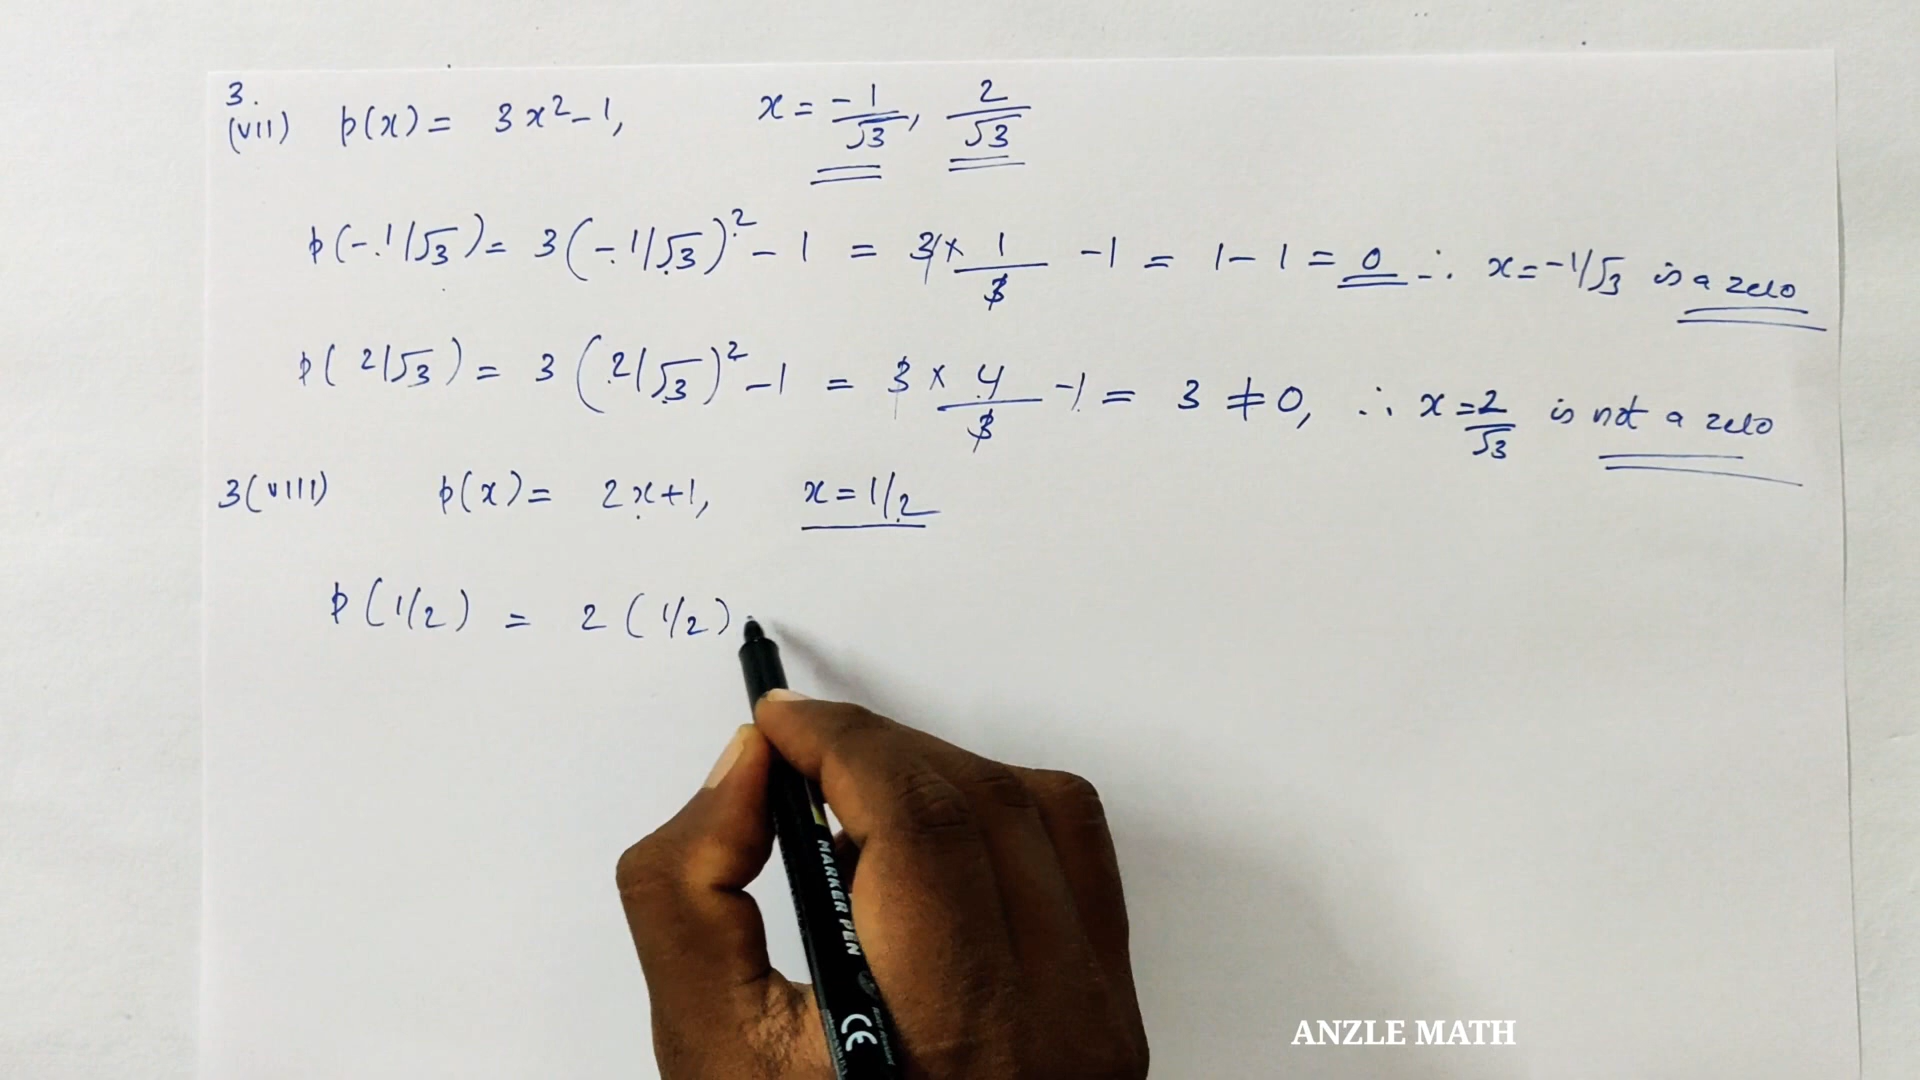 3.
(vii) p(x) = 3x² - 1, x = -1/√3, 2/√3
p(-1/√3) = 3(-1/√3)² - 1 = 3 × 1/3 - 1 = 1 - 1 = 0 ∴ x = -1/√3 is a zero
p(2/√3) = 3(2/√3)² - 1 = 3 × 4/3 - 1 = 3 ≠ 0, ∴ x = 2/√3 is not a zero
3(viii) p(x) = 2x + 1, x = 1/2
p(1/2) = 2(1/2)
MARKER PEN
CE
ANZLE MATH